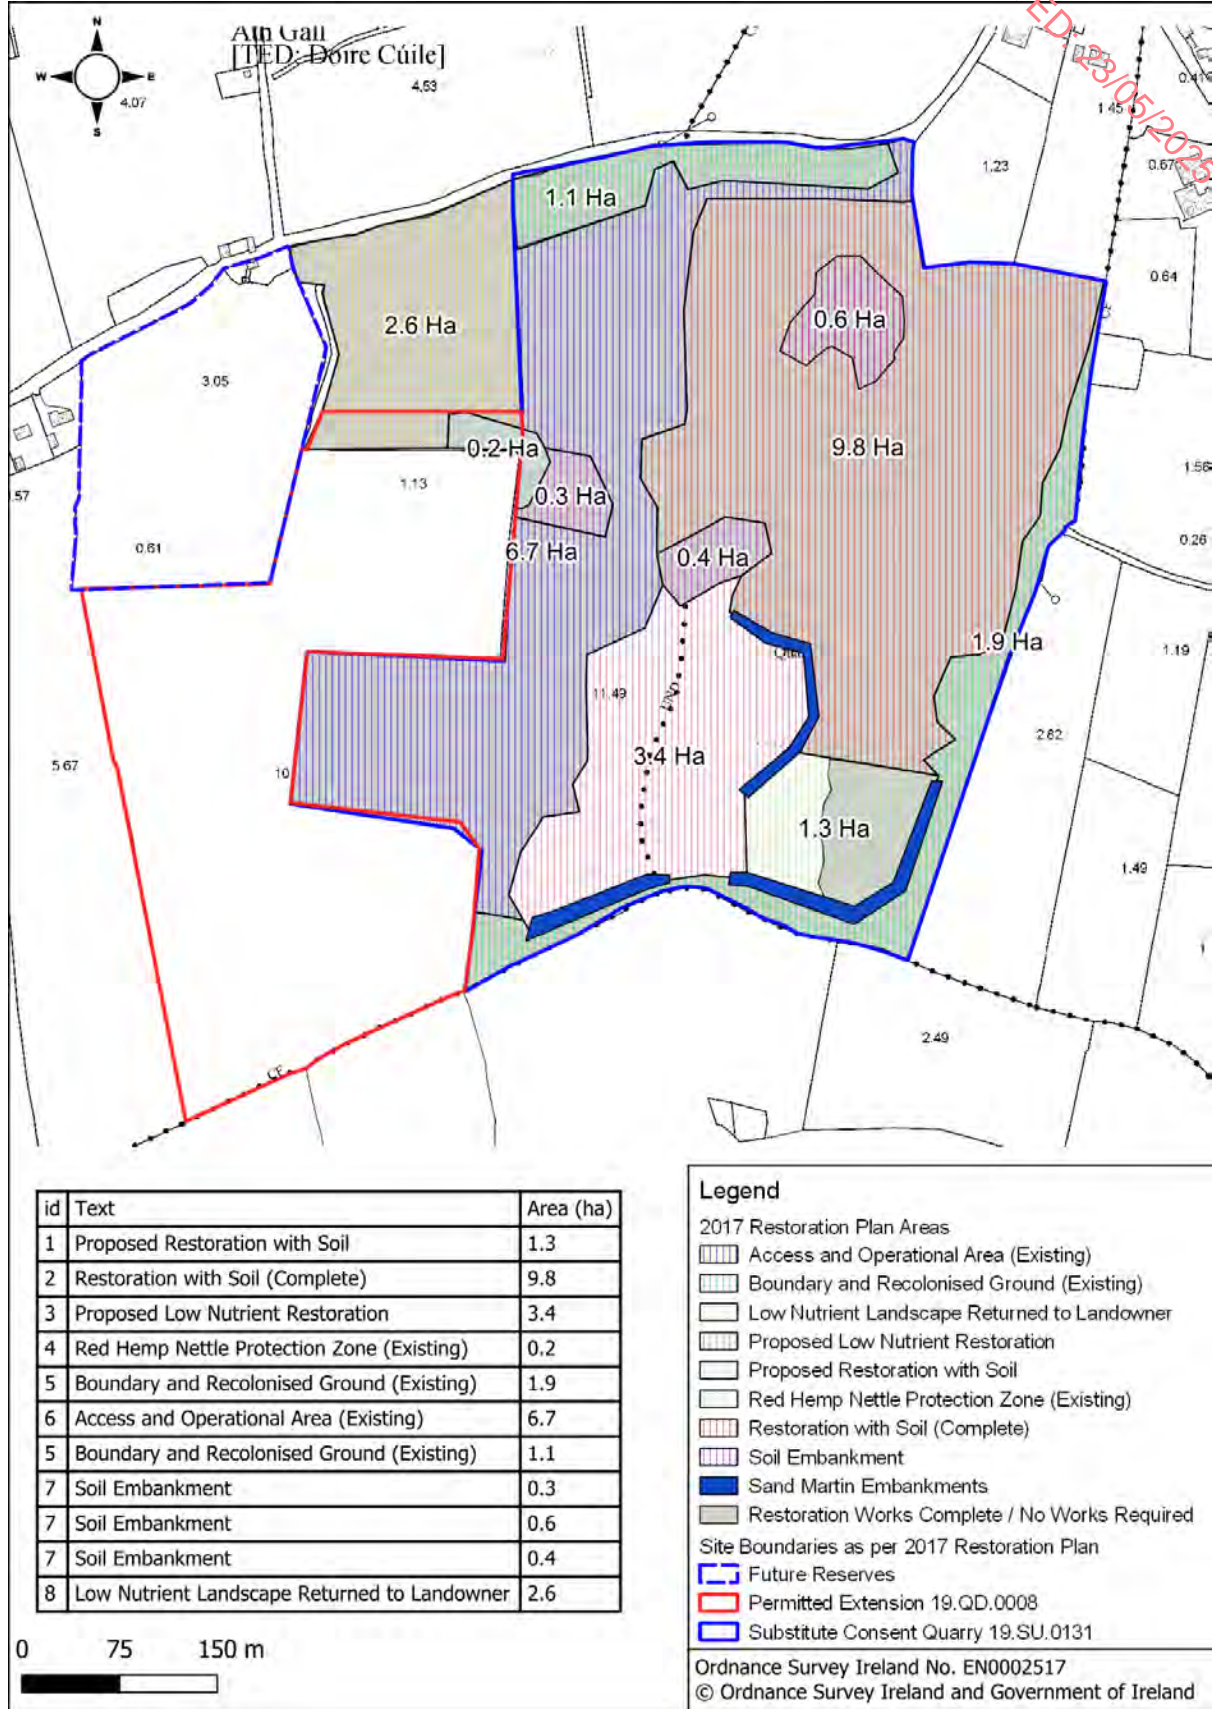 N
W E
S
Ath Gall
[TED: Doire Cúile]
ED: 23/05/2025
4.07
4.53
1.45
0.41
1.23
0.67
1.1 Ha
0.64
2.6 Ha
0.6 Ha
3.05
9.8 Ha
0.2 Ha
1.56
.57
1.13
0.3 Ha
0.61
6.7 Ha
0.4 Ha
0.26
1.9 Ha
1.19
11.49
UND
2.82
5.67
10
3.4 Ha
1.3 Ha
1.49
2.49
CF
id Text Area (ha)
1 Proposed Restoration with Soil 1.3
2 Restoration with Soil (Complete) 9.8
3 Proposed Low Nutrient Restoration 3.4
4 Red Hemp Nettle Protection Zone (Existing) 0.2
5 Boundary and Recolonised Ground (Existing) 1.9
6 Access and Operational Area (Existing) 6.7
5 Boundary and Recolonised Ground (Existing) 1.1
7 Soil Embankment 0.3
7 Soil Embankment 0.6
7 Soil Embankment 0.4
8 Low Nutrient Landscape Returned to Landowner 2.6
0 75 150 m
Legend
2017 Restoration Plan Areas
Access and Operational Area (Existing)
Boundary and Recolonised Ground (Existing)
Low Nutrient Landscape Returned to Landowner
Proposed Low Nutrient Restoration
Proposed Restoration with Soil
Red Hemp Nettle Protection Zone (Existing)
Restoration with Soil (Complete)
Soil Embankment
Sand Martin Embankments
Restoration Works Complete / No Works Required
Site Boundaries as per 2017 Restoration Plan
Future Reserves
Permitted Extension 19.QD.0008
Substitute Consent Quarry 19.SU.0131
Ordnance Survey Ireland No. EN0002517
© Ordnance Survey Ireland and Government of Ireland